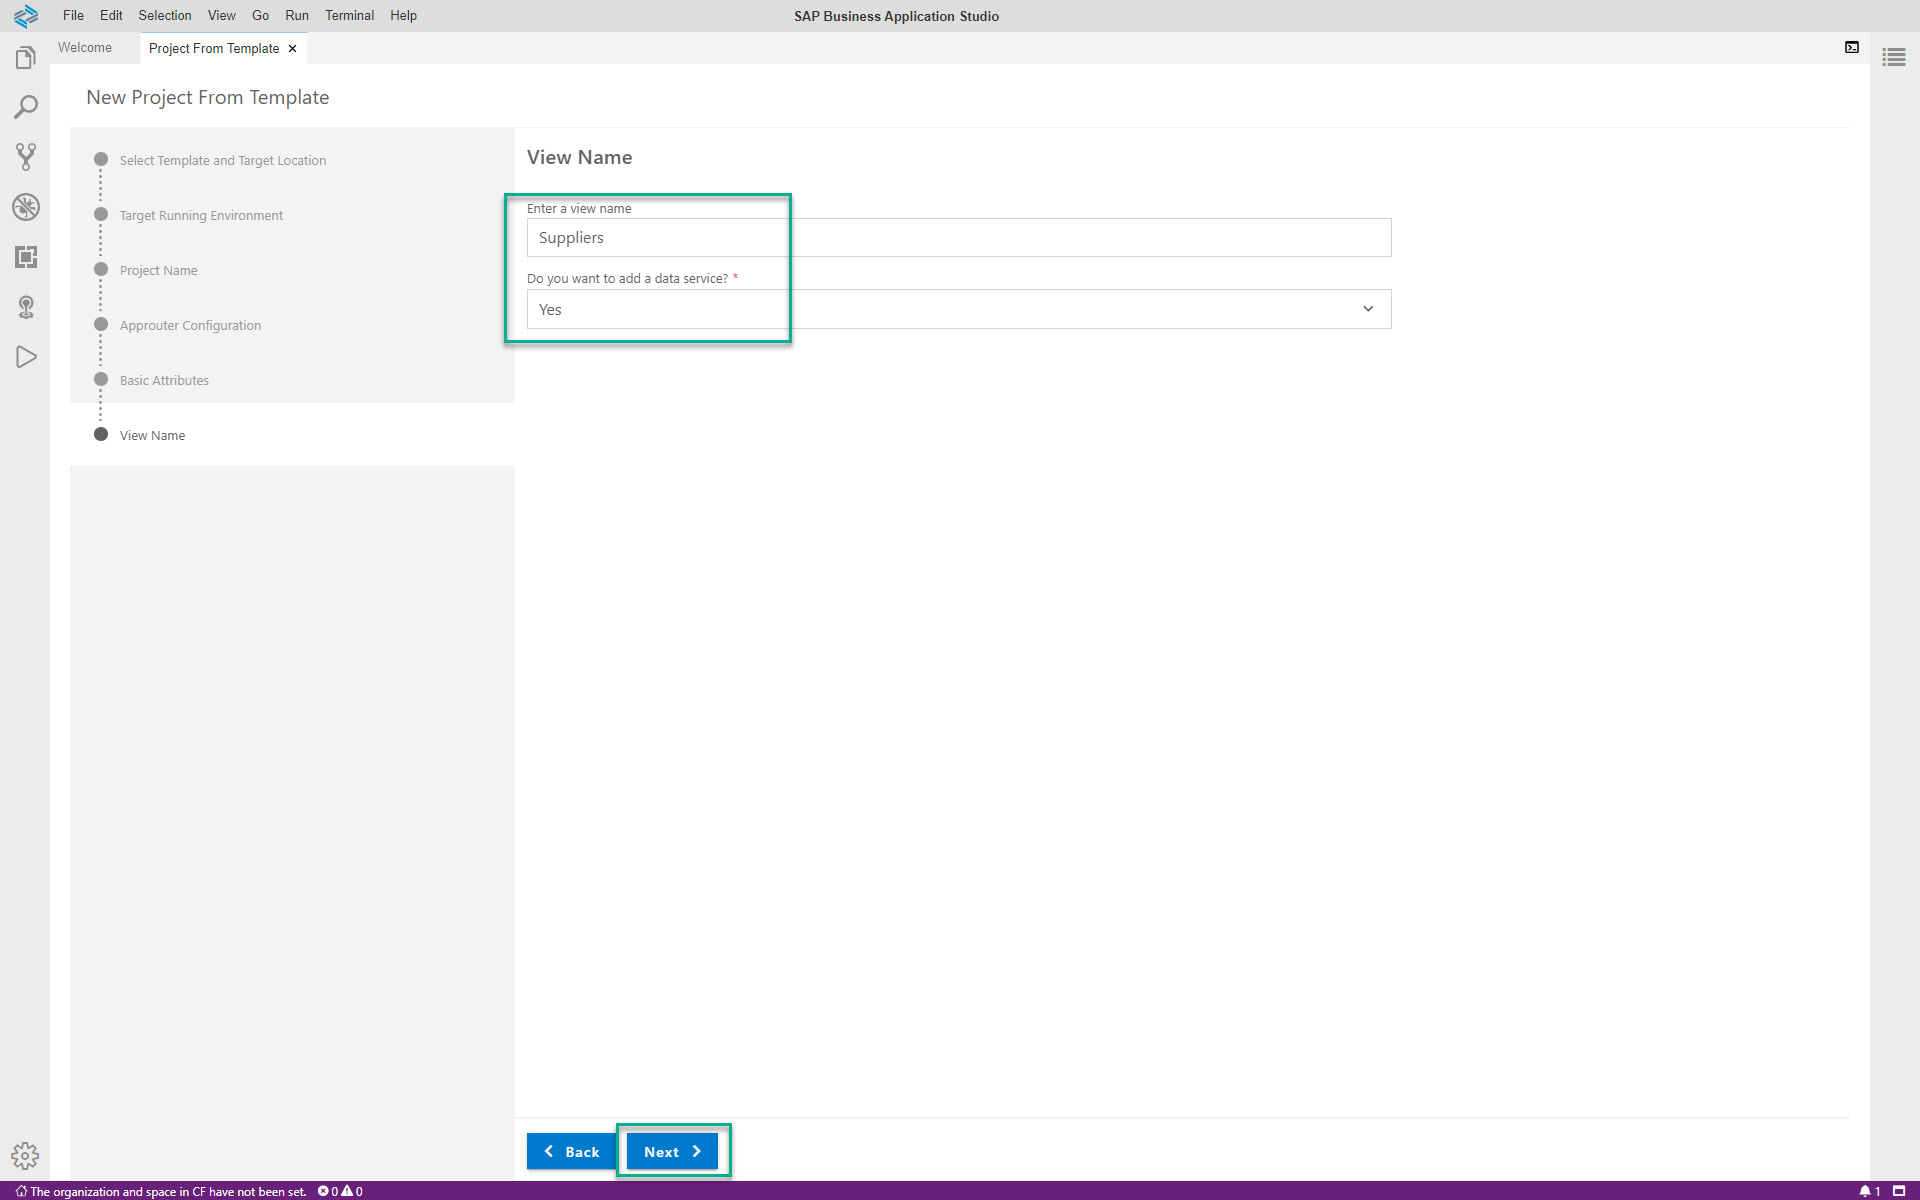 File Edit Selection View Go Run Terminal Help
SAP Business Application Studio
Welcome
Project From Template
New Project From Template
Select Template and Target Location
Target Running Environment
Project Name
Approuter Configuration
Basic Attributes
View Name
View Name
Enter a view name
Suppliers
Do you want to add a data service? *
Yes
Back
Next
The organization and space in CF have not been set. 0 0
1